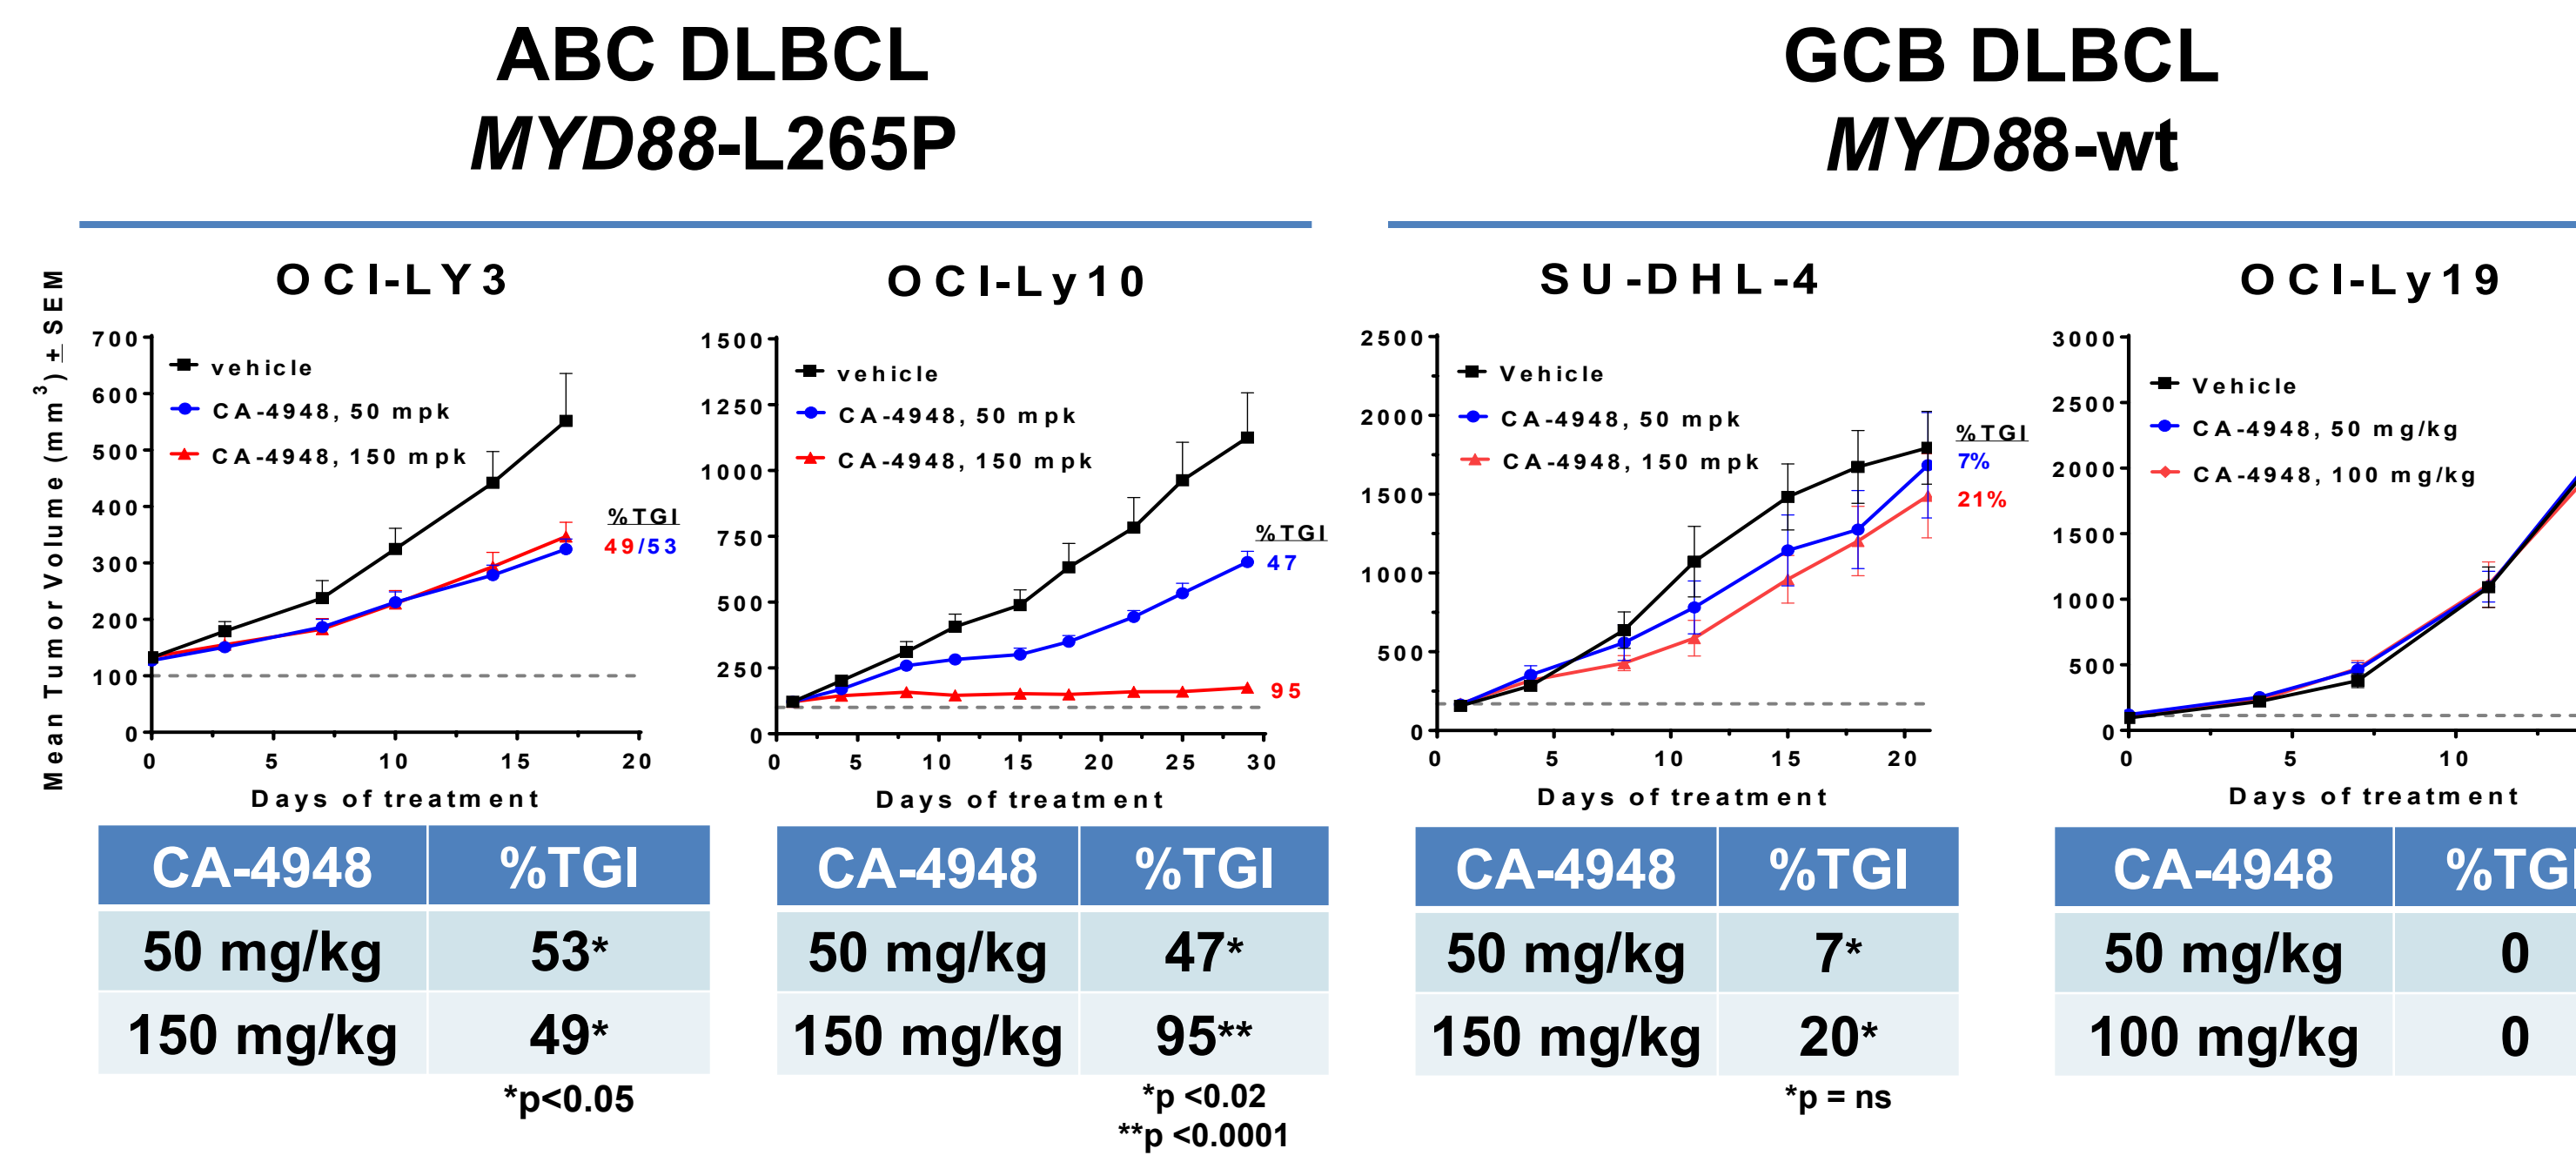 ABC DLBCL
MYD88-L265P
GCB DLBCL
MYD88-wt
Mean Tumor Volume (mm³) ± SEM
OCI-LY3
700
600
500
400
300
200
100
0
vehicle
CA-4948, 50 mpk
CA-4948, 150 mpk
%TGI
49/53
0 5 10 15 20
Days of treatment
OCI-Ly10
1500
1250
1000
750
500
250
0
vehicle
CA-4948, 50 mpk
CA-4948, 150 mpk
%TGI
47
95
0 5 10 15 20 25 30
Days of treatment
SU-DHL-4
2500
2000
1500
1000
500
0
Vehicle
CA-4948, 50 mpk
CA-4948, 150 mpk
%TGI
7%
21%
0 5 10 15 20
Days of treatment
OCI-Ly19
3000
2500
2000
1500
1000
500
0
Vehicle
CA-4948, 50 mg/kg
CA-4948, 100 mg/kg
0 5 10
Days of treatment
CA-4948 %TGI
50 mg/kg 53*
150 mg/kg 49*
*p<0.05
CA-4948 %TGI
50 mg/kg 47*
150 mg/kg 95**
*p <0.02
**p <0.0001
CA-4948 %TGI
50 mg/kg 7*
150 mg/kg 20*
*p = ns
CA-4948 %TGI
50 mg/kg 0
100 mg/kg 0